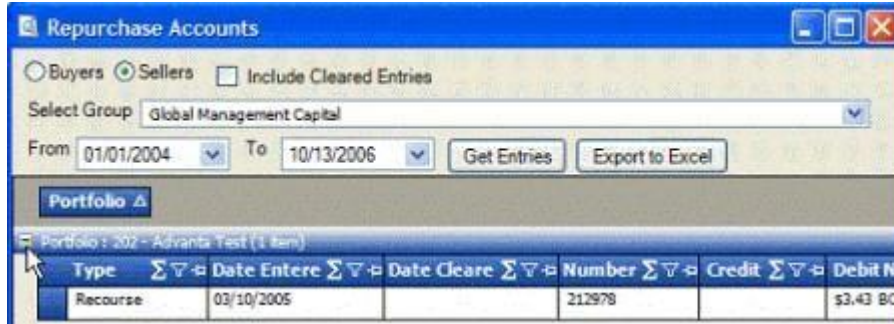 Repurchase Accounts
Buyers Sellers Include Cleared Entries
Select Group Global Management Capital
From 01/01/2004 To 10/13/2006 Get Entries Export to Excel
Portfolio
Portfolio : 202 - Advanta Test (1 item)
Type Σ Date Entere Σ Date Cleare Σ Number Σ Credit Σ Debit N
Recourse 03/10/2005 212978 $3.43 BO